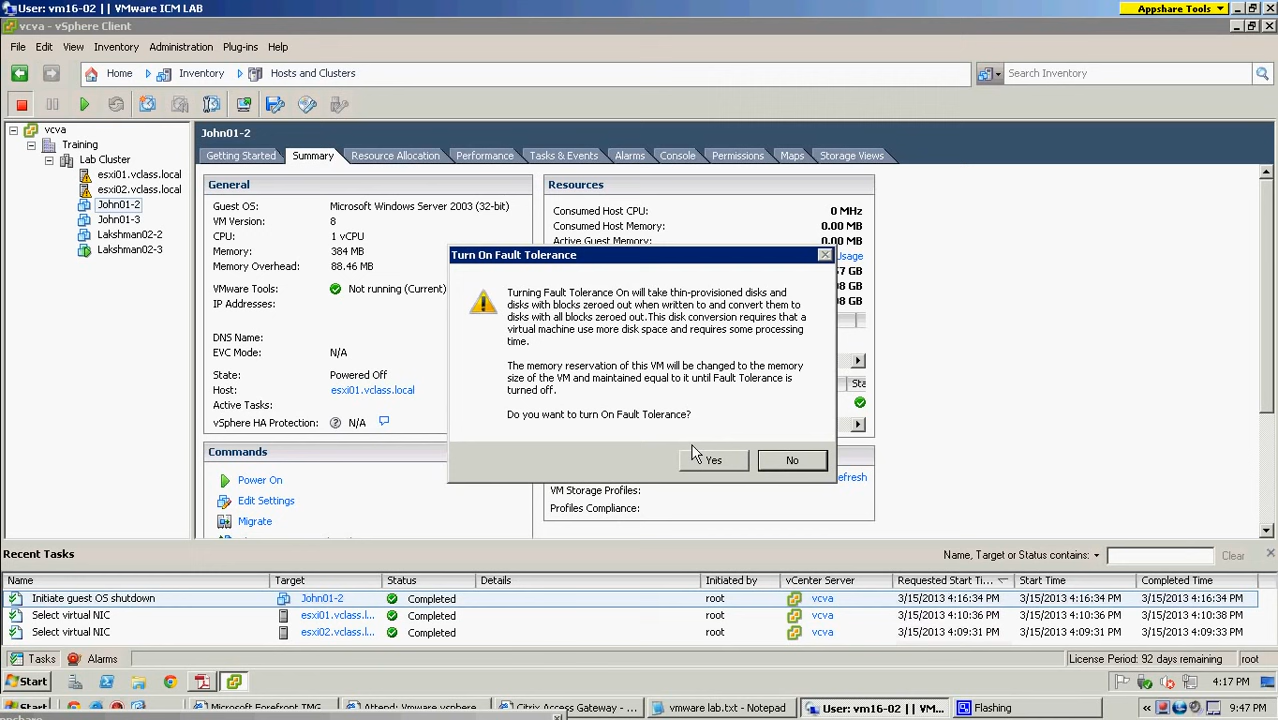 User: vm16-02 || VMware ICM LAB
Appshare Tools
vcva - vSphere Client
File Edit View Inventory Administration Plug-ins Help
Home Inventory Hosts and Clusters
Search Inventory
vcva
Training
Lab Cluster
esxi01.vclass.local
esxi02.vclass.local
John01-2
John01-3
Lakshman02-2
Lakshman02-3
John01-2
Getting Started Summary Resource Allocation Performance Tasks & Events Alarms Console Permissions Maps Storage Views
General
Guest OS: Microsoft Windows Server 2003 (32-bit)
VM Version: 8
CPU: 1 vCPU
Memory: 384 MB
Memory Overhead: 88.46 MB
VMware Tools: Not running (Current)
IP Addresses:
DNS Name:
EVC Mode: N/A
State: Powered Off
Host: esxi01.vclass.local
Active Tasks:
vSphere HA Protection: N/A
Commands
Power On
Edit Settings
Migrate
Resources
Consumed Host CPU: 0 MHz
Consumed Host Memory: 0.00 MB
Active Guest Memory: 0.00 MB
Usage
7 GB
8 GB
8 GB
Sta
Refresh
VM Storage Profiles:
Profiles Compliance:
Turn On Fault Tolerance
Turning Fault Tolerance On will take thin-provisioned disks and
disks with blocks zeroed out when written to and convert them to
disks with all blocks zeroed out.This disk conversion requires that a
virtual machine use more disk space and requires some processing
time.
The memory reservation of this VM will be changed to the memory
size of the VM and maintained equal to it until Fault Tolerance is
turned off.
Do you want to turn On Fault Tolerance?
Yes No
Recent Tasks
Name, Target or Status contains: Clear
Name Target Status Details Initiated by vCenter Server Requested Start Ti... Start Time Completed Time
Initiate guest OS shutdown John01-2 Completed root vcva 3/15/2013 4:16:34 PM 3/15/2013 4:16:34 PM 3/15/2013 4:16:34 PM
Select virtual NIC esxi01.vclass.l... Completed root vcva 3/15/2013 4:10:36 PM 3/15/2013 4:10:36 PM 3/15/2013 4:10:38 PM
Select virtual NIC esxi02.vclass.l... Completed root vcva 3/15/2013 4:09:31 PM 3/15/2013 4:09:31 PM 3/15/2013 4:09:33 PM
Tasks Alarms
License Period: 92 days remaining root
Start
4:17 PM
Start Microsoft Forefront TMG Attend: Vmware vsphere... Citrix Access Gateway - ... vmware lab.txt - Notepad User: vm16-02 || VM... Flashing
9:47 PM